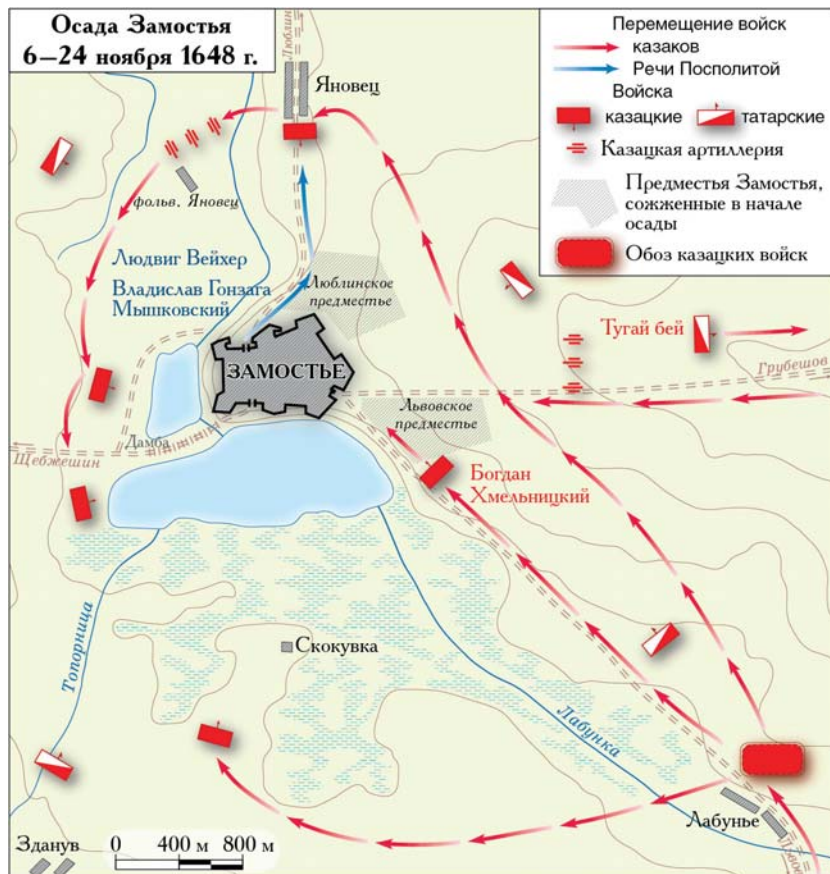 Осада Замостья
6–24 ноября 1648 г.
Перемещение войск
казаков
Речи Посполитой
Войска
казацкие
татарские
Казацкая артиллерия
Предместья Замостья,
сожженные в начале
осады
Обоз казацких войск
Люблин
Яновец
фольв. Яновец
Людвиг Вейхер
Владислав Гонзага
Мышковский
Люблинское
предместье
Тугай бей
Грубешов
ЗАМОСТЬЕ
Львовское
предместье
Дамба
Щебжешин
Богдан
Хмельницкий
Топорница
Скокувка
Лабунка
Лабунье
Зданув
0 400 м 800 м